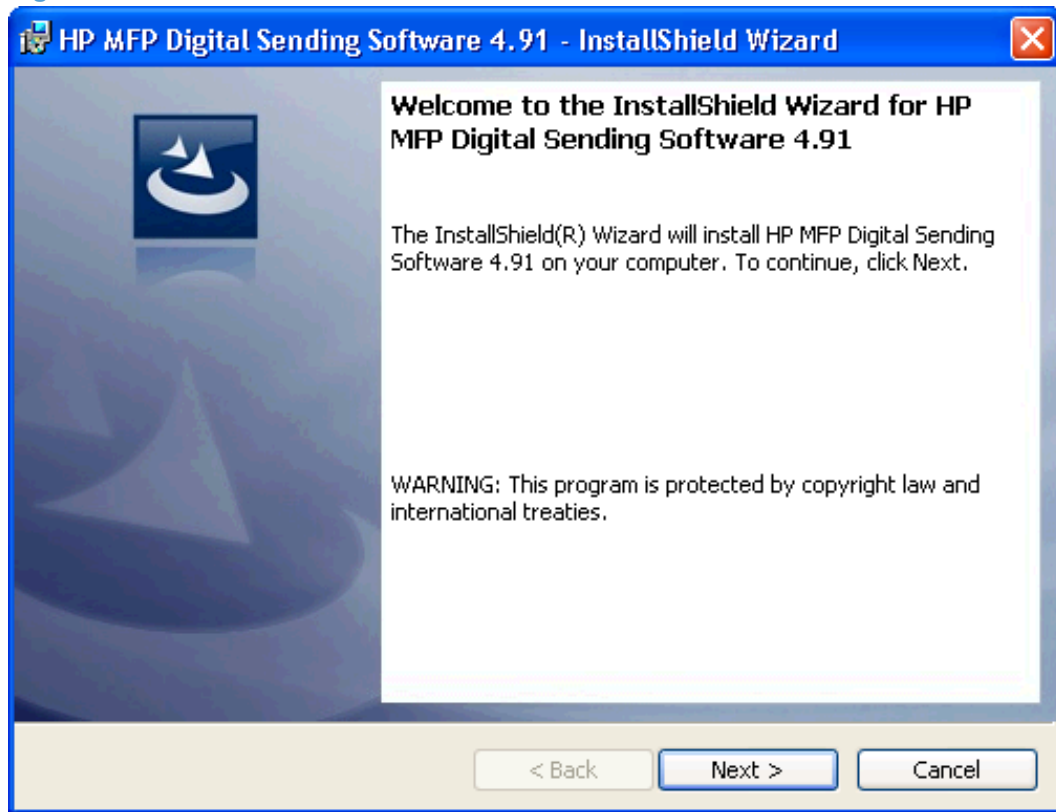 HP MFP Digital Sending Software 4.91 - InstallShield Wizard
Welcome to the InstallShield Wizard for HP
MFP Digital Sending Software 4.91
The InstallShield(R) Wizard will install HP MFP Digital Sending
Software 4.91 on your computer. To continue, click Next.
WARNING: This program is protected by copyright law and
international treaties.
< Back
Next >
Cancel